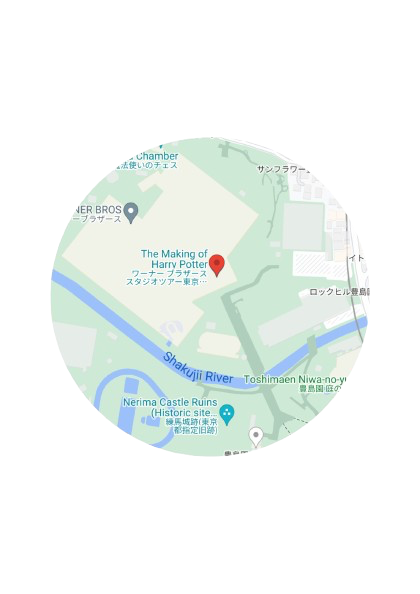 Chamber
法使いのチェス
サンフラワー
NER BROS
ーブラザース
The Making of
Harry Potter
ワーナー ブラザース
スタジオツアー東京…
イト
ロックヒル豊島園
Shakujii River
Toshimaen Niwa-no-yu
豊島園 庭の
Nerima Castle Ruins
(Historic site...
練馬城跡(東京
都指定旧跡)